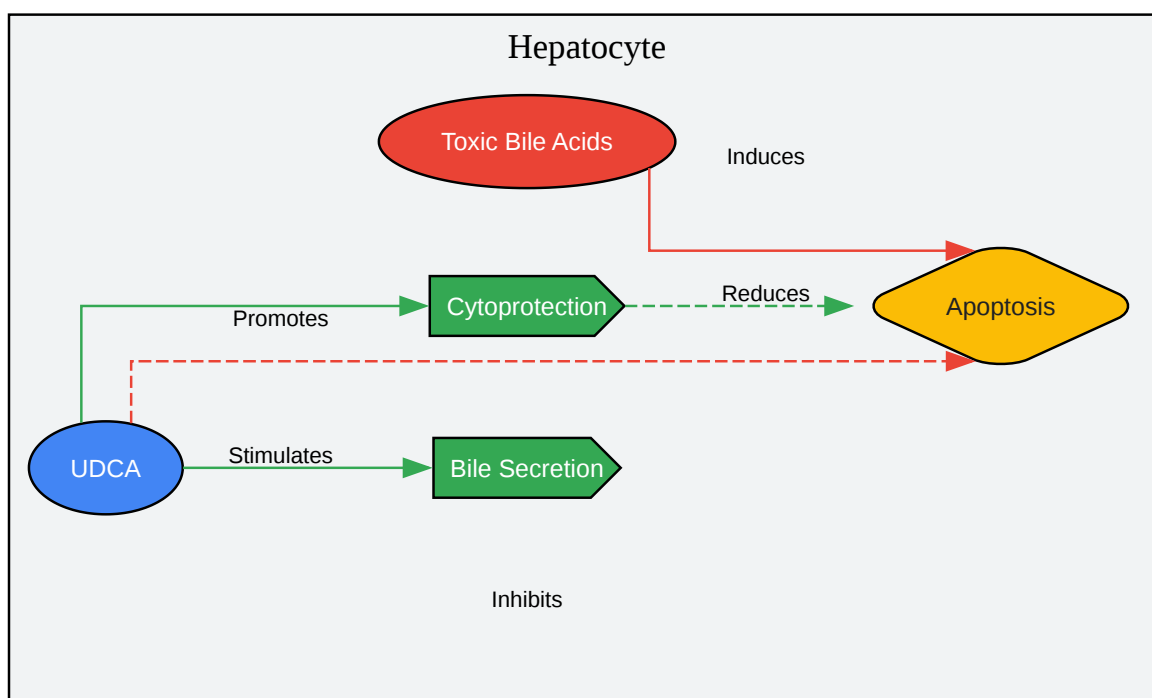 Hepatocyte
Toxic Bile Acids
Induces
Reduces
Cytoprotection
Apoptosis
Promotes
Stimulates
UDCA
Bile Secretion
Inhibits